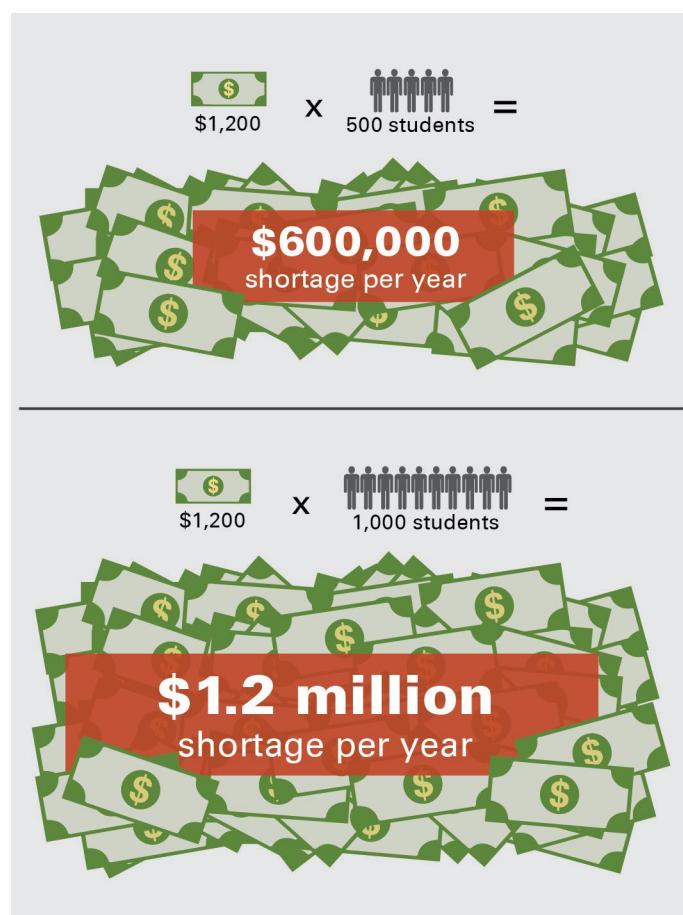 $
$1,200
x
=
500 students
$600,000
shortage per year
$
$1,200
x
=
1,000 students
$1.2 million
shortage per year